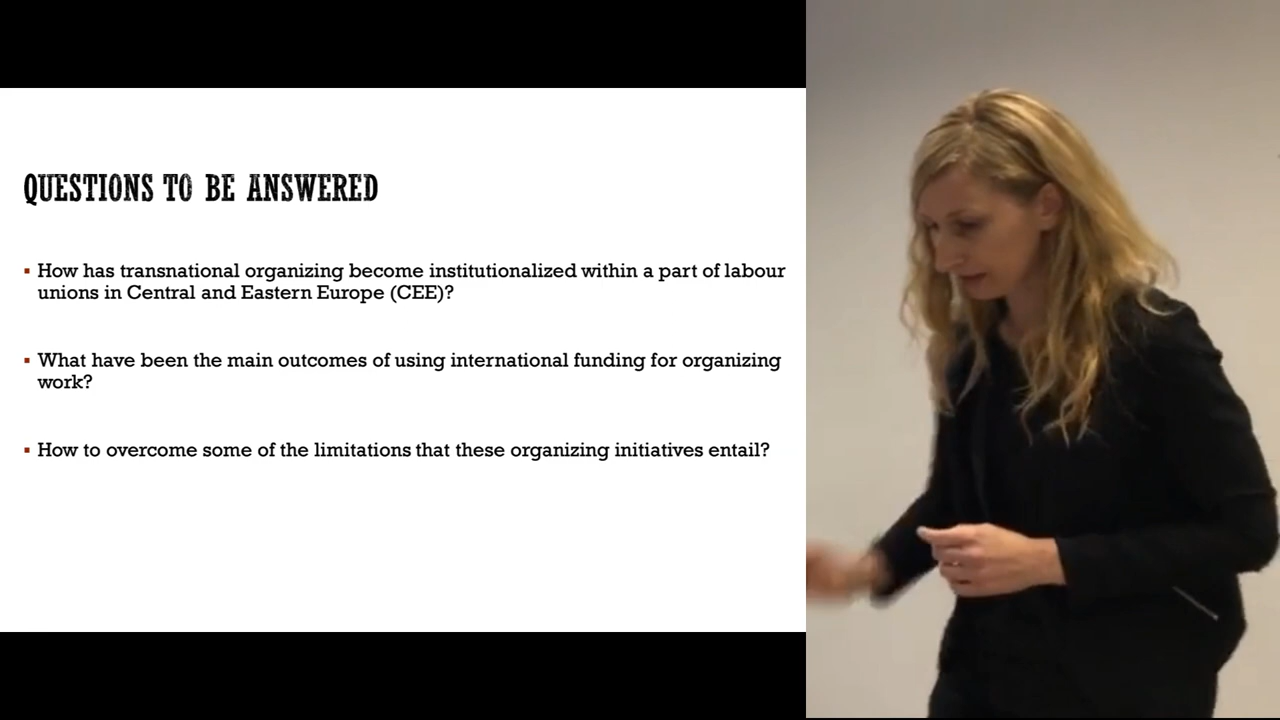 QUESTIONS TO BE ANSWERED
▪ How has transnational organizing become institutionalized within a part of labour
unions in Central and Eastern Europe (CEE)?
▪ What have been the main outcomes of using international funding for organizing
work?
▪ How to overcome some of the limitations that these organizing initiatives entail?